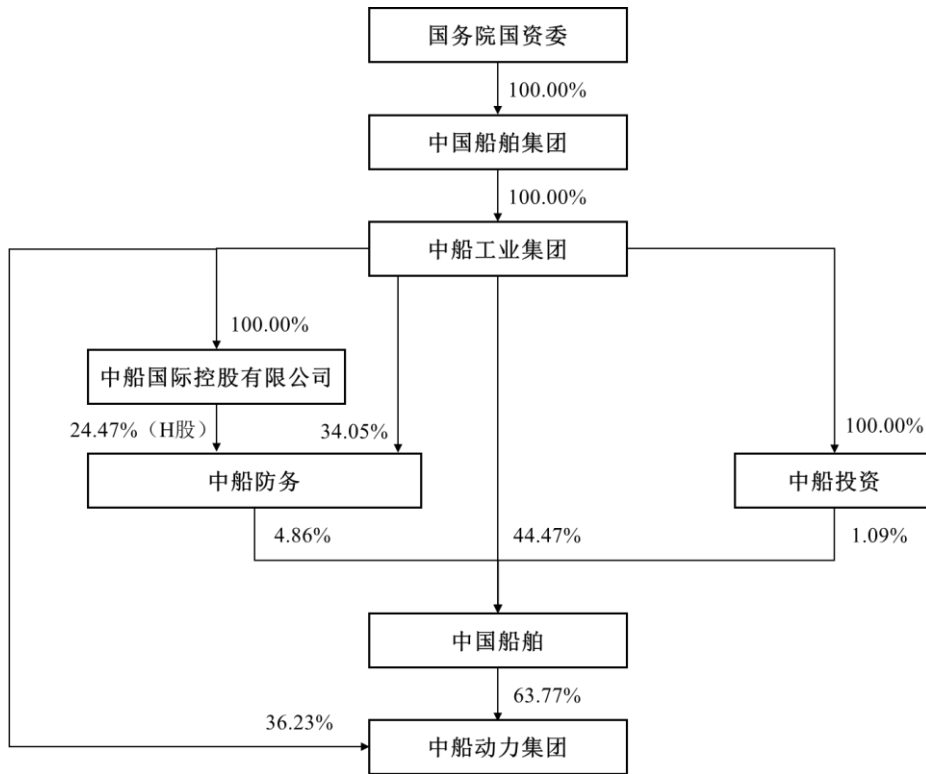 国务院国资委
100.00%
中国船舶集团
100.00%
中船工业集团
100.00%
中船国际控股有限公司
24.47%（H股）
34.05%
100.00%
中船防务
中船投资
4.86%
44.47%
1.09%
中国船舶
63.77%
36.23%
中船动力集团